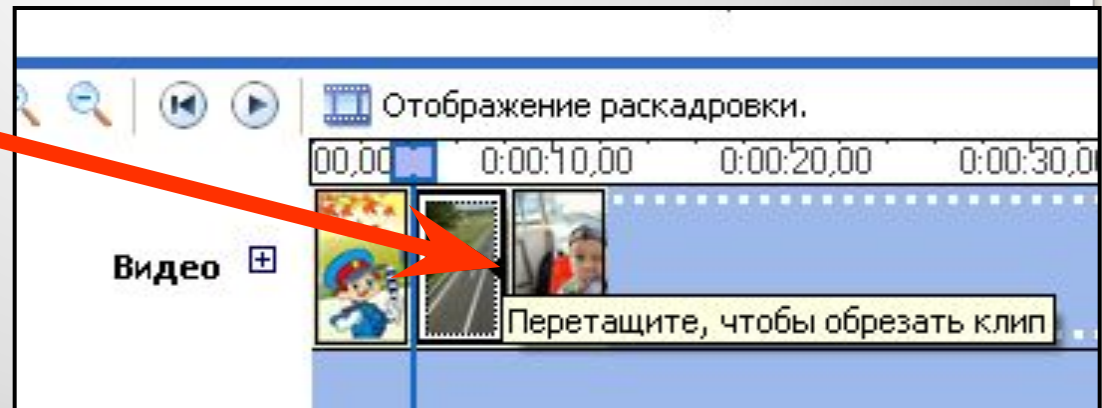 Отображение раскадровки.
00,00 0:00:10,00 0:00:20,00 0:00:30,0
Видео
Перетащите, чтобы обрезать клип